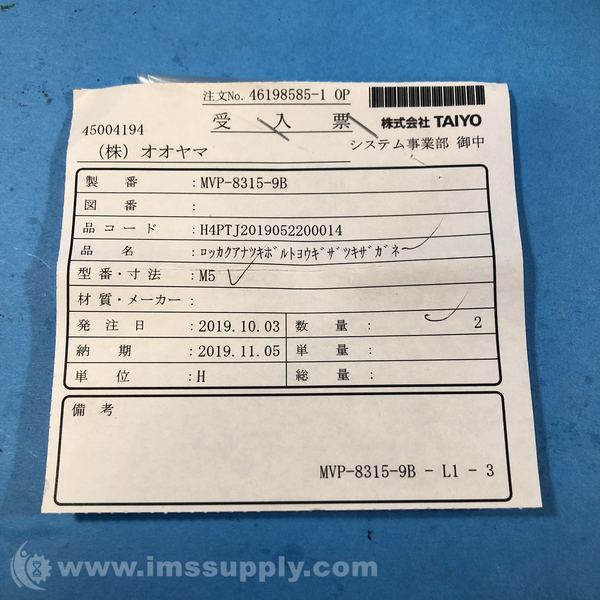 注文No. 46198585-1 OP
45004194
受 入 票
株式会社 TAIYO
(株) オオヤマ
システム事業部 御中
製 番 : MVP-8315-9B
図 番 :
品 コ ー ド : H4PTJ2019052200014
品 名 : ﾛｯｶｸｱﾅﾂｷﾎﾞﾙﾄﾖｳｷﾞｻﾞﾂｷｻﾞｶﾞﾈ
型 番・寸 法 : M5
材 質・メーカー :
発 注 日 : 2019.10.03 数 量 : 2
納 期 : 2019.11.05 単 量 :
単 位 : H 総 量 :
備 考
MVP-8315-9B - L1 - 3
www.imssupply.com/